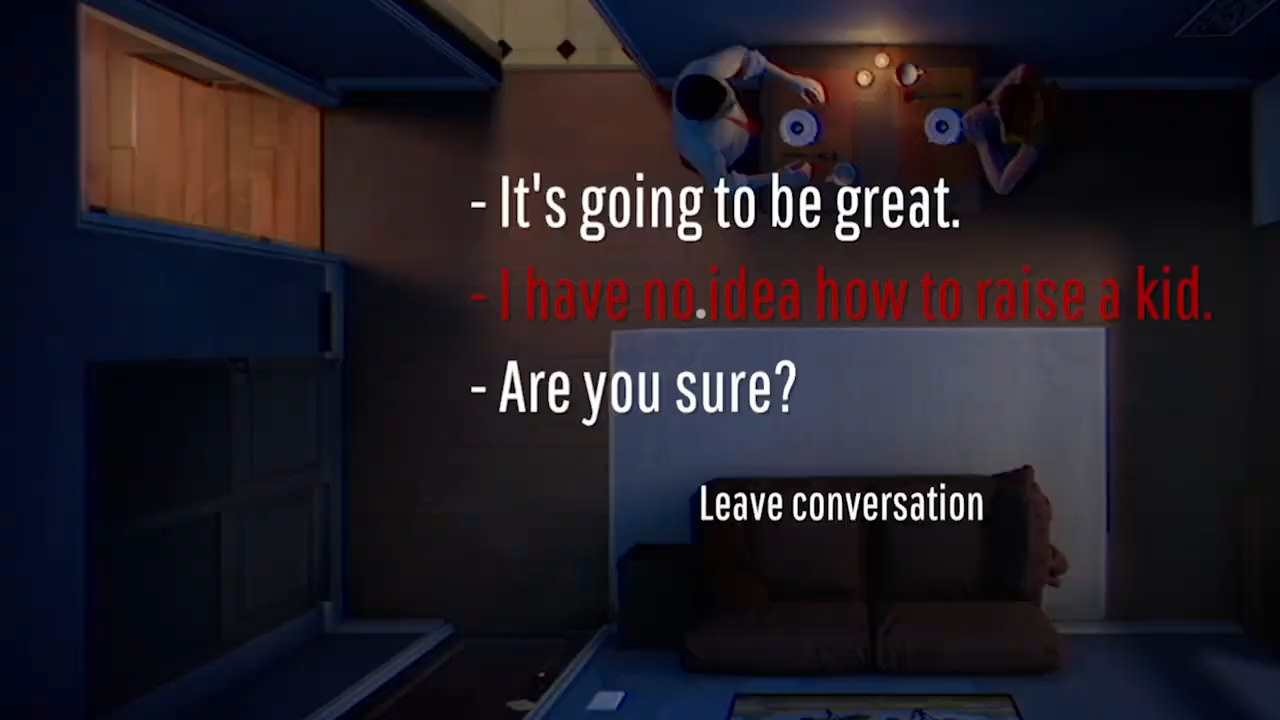 - It's going to be great.
- I have no idea how to raise a kid.
- Are you sure?
Leave conversation